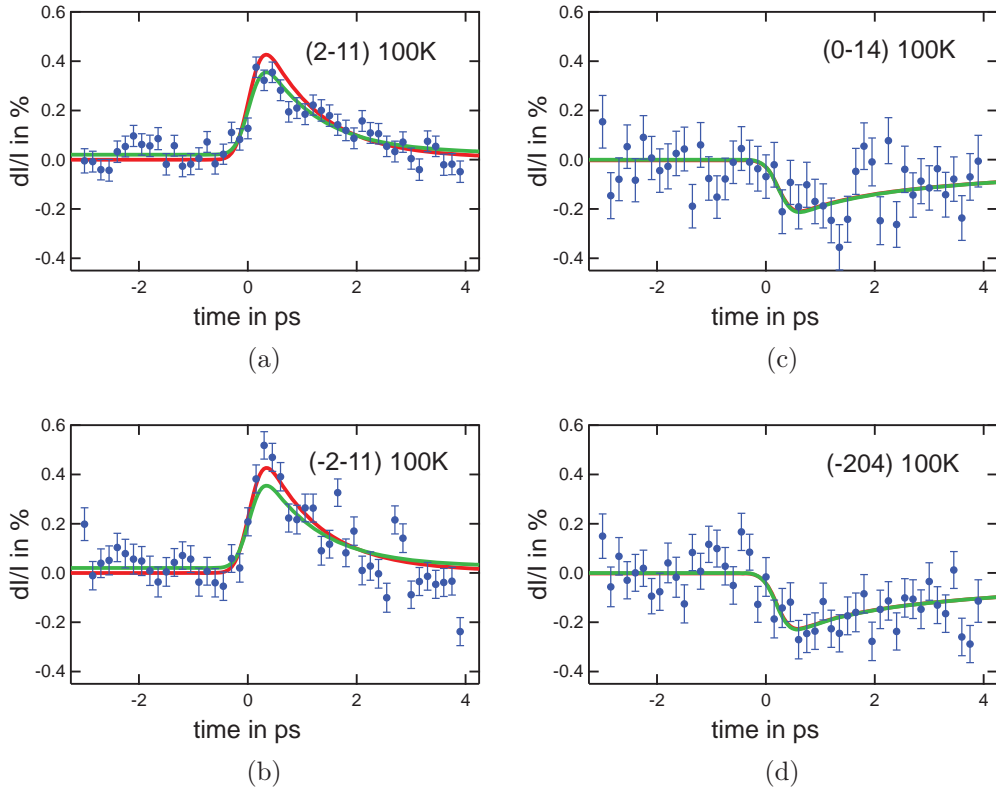 0.6
0.4
0.2
0.0
-0.2
-0.4
dI/I in %
(2-11) 100K
-2
0
2
4
time in ps
(a)
0.6
0.4
0.2
0.0
-0.2
-0.4
dI/I in %
(0-14) 100K
-2
0
2
4
time in ps
(c)
0.6
0.4
0.2
0.0
-0.2
-0.4
dI/I in %
(-2-11) 100K
-2
0
2
4
time in ps
(b)
0.6
0.4
0.2
0.0
-0.2
-0.4
dI/I in %
(-204) 100K
-2
0
2
4
time in ps
(d)